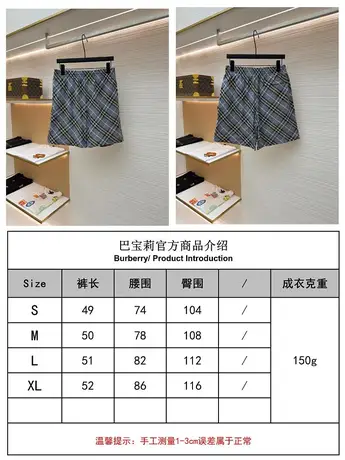 巴宝莉官方商品介绍
Burberry/ Product Introduction
Size 裤长 腰围 臀围 / 成衣克重
S 49 74 104 /
M 50 78 108 /
L 51 82 112 / 150g
XL 52 86 116 /
/
温馨提示：手工测量1-3cm误差属于正常